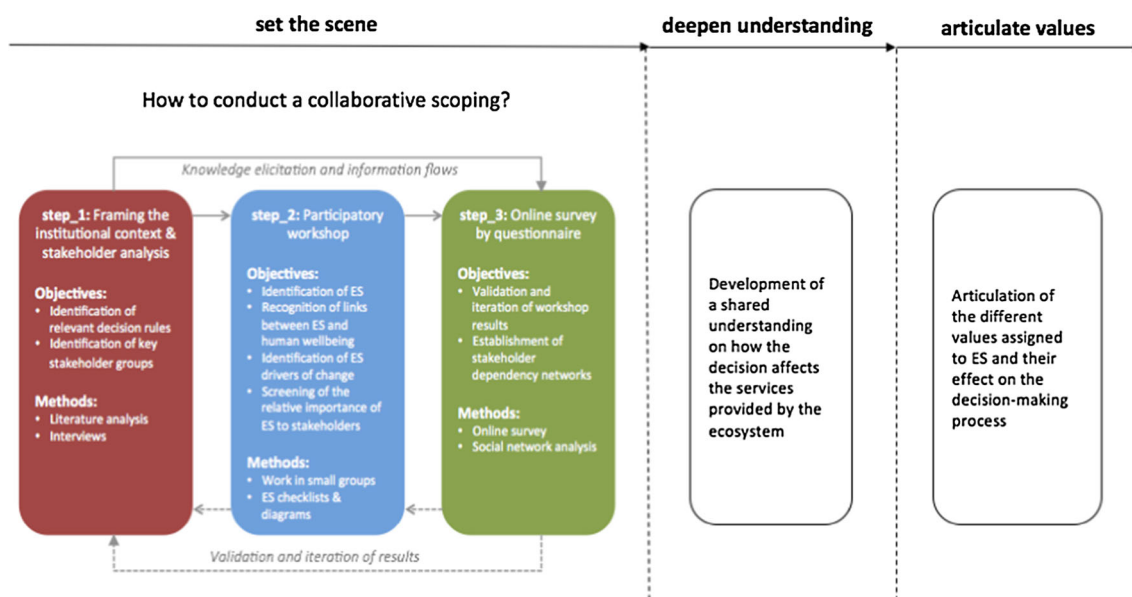 set the scene
deepen understanding
articulate values
How to conduct a collaborative scoping?
Knowledge elicitation and information flows
step_1: Framing the
institutional context &
stakeholder analysis
Objectives:
• Identification of
relevant decision rules
• Identification of key
stakeholder groups
Methods:
• Literature analysis
• Interviews
step_2: Participatory
workshop
Objectives:
• Identification of ES
• Recognition of links
between ES and
human wellbeing
• Identification of ES
drivers of change
• Screening of the
relative importance of
ES to stakeholders
Methods:
• Work in small groups
• ES checklists &
diagrams
step_3: Online survey
by questionnaire
Objectives:
• Validation and
iteration of workshop
results
• Establishment of
stakeholder
dependency networks
Methods:
• Online survey
• Social network analysis
Validation and iteration of results
Development of
a shared
understanding
on how the
decision affects
the services
provided by the
ecosystem
Articulation of
the different
values assigned
to ES and their
effect on the
decision-making
process